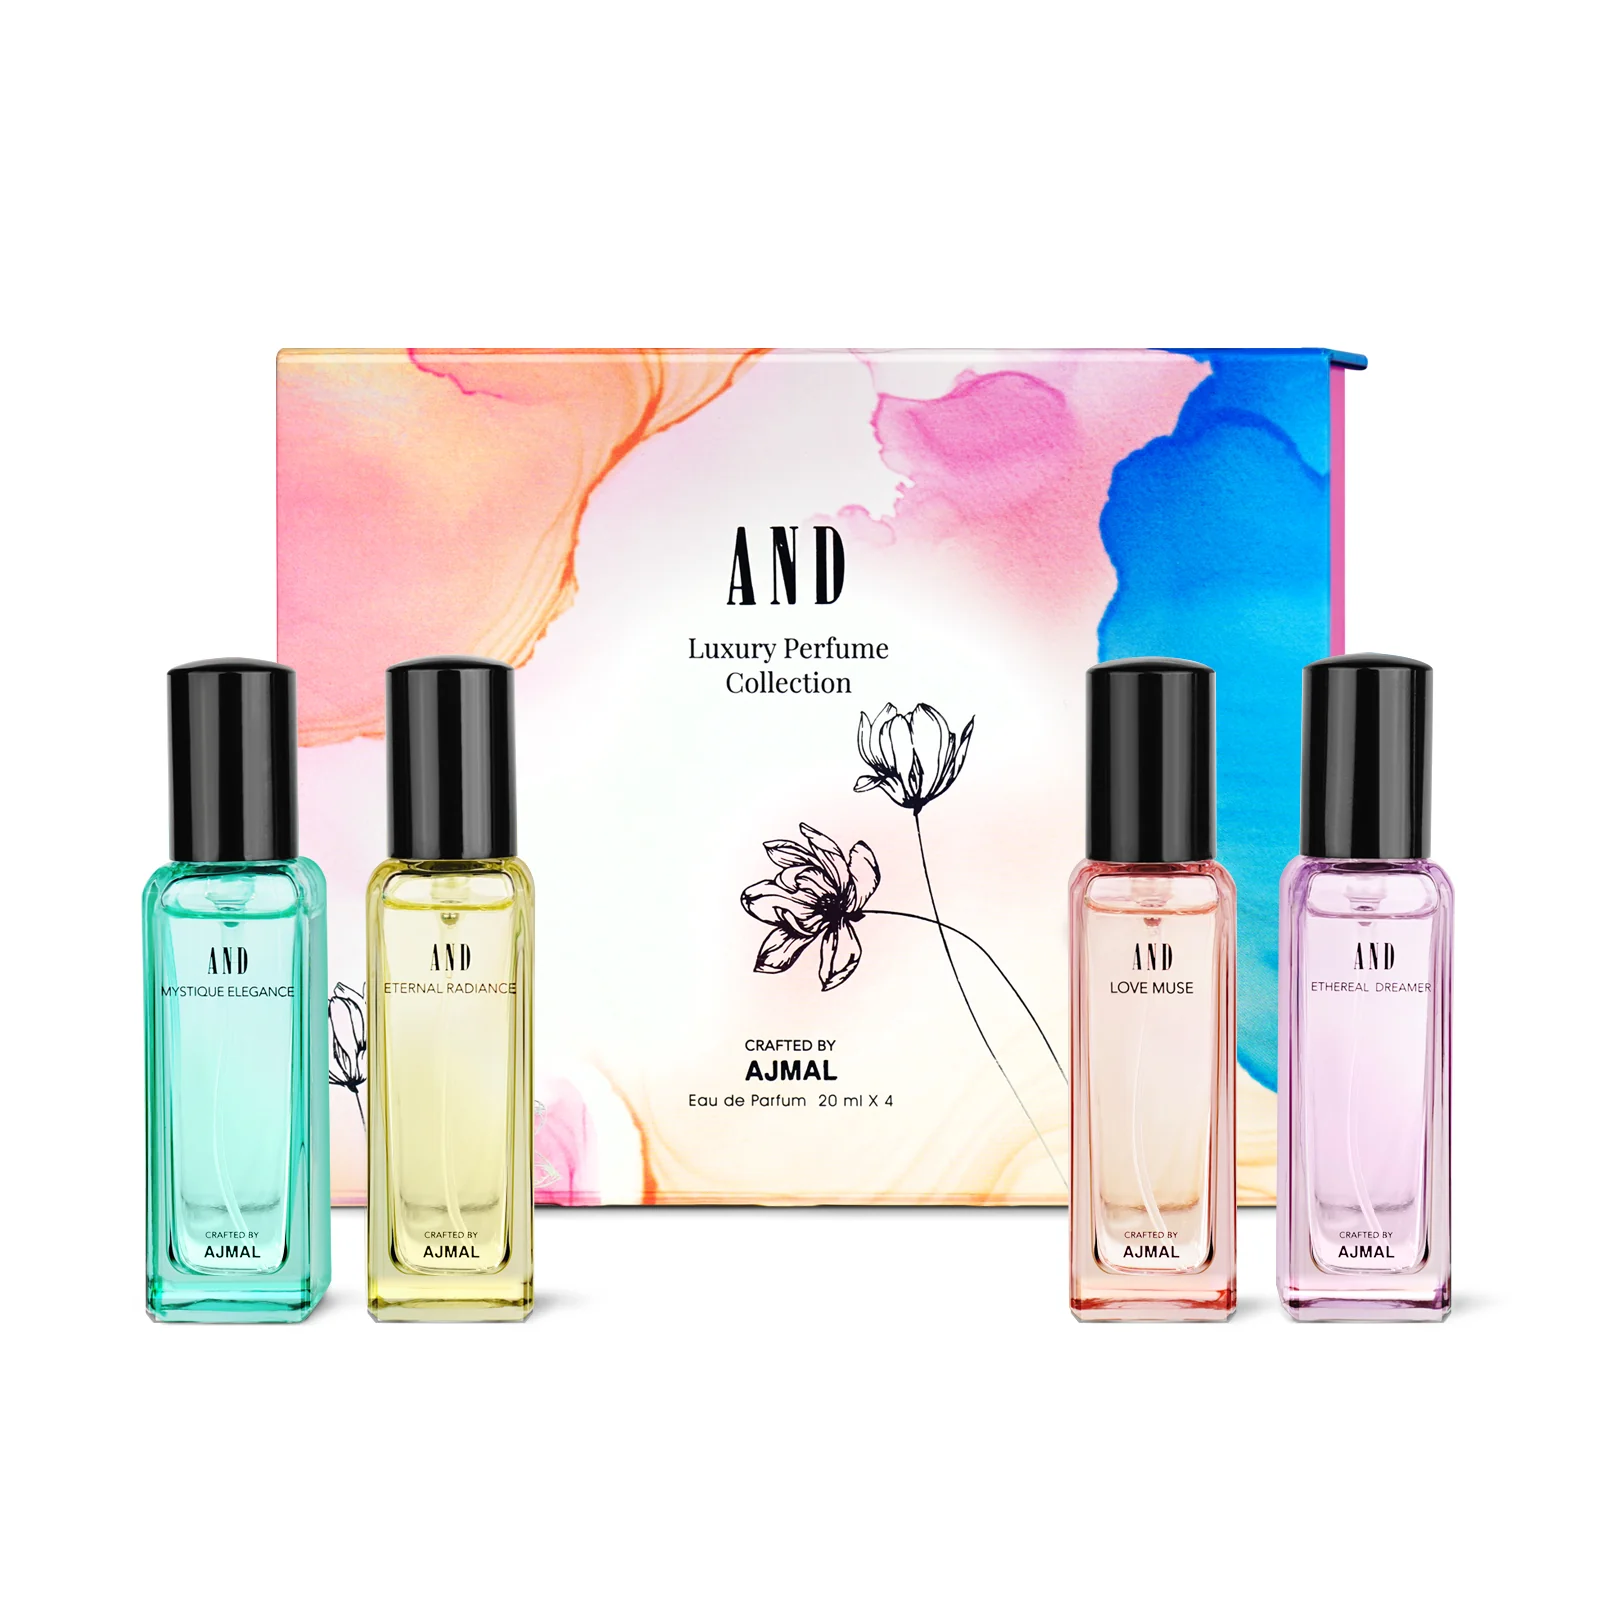 AND
Luxury Perfume
Collection
CRAFTED BY
AJMAL
Eau de Parfum 20 ml X 4
AND
MYSTIQUE ELEGANCE
CRAFTED BY
AJMAL
AND
ETERNAL RADIANCE
CRAFTED BY
AJMAL
AND
LOVE MUSE
CRAFTED BY
AJMAL
AND
ETHEREAL DREAMER
CRAFTED BY
AJMAL